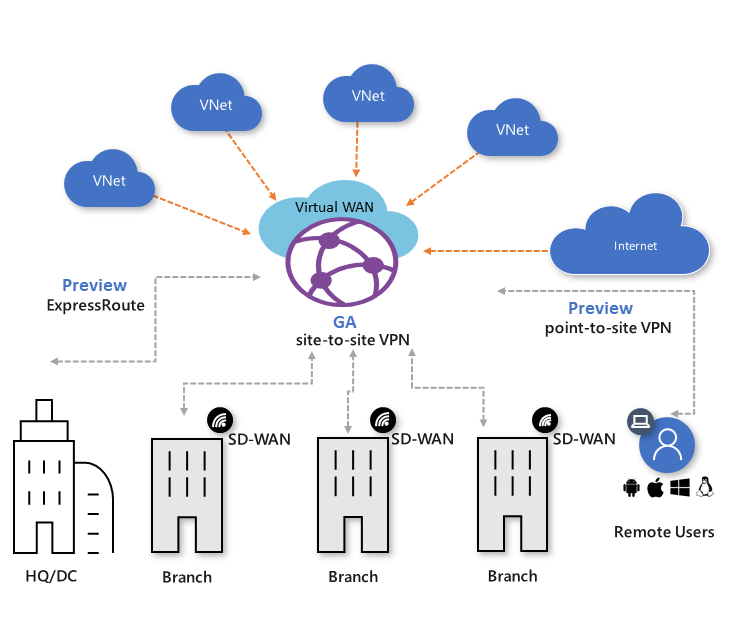 VNet
VNet
VNet
VNet
Virtual WAN
Internet
Preview
ExpressRoute
GA
site-to-site VPN
Preview
point-to-site VPN
SD-WAN
SD-WAN
SD-WAN
HQ/DC
Branch
Branch
Branch
Remote Users